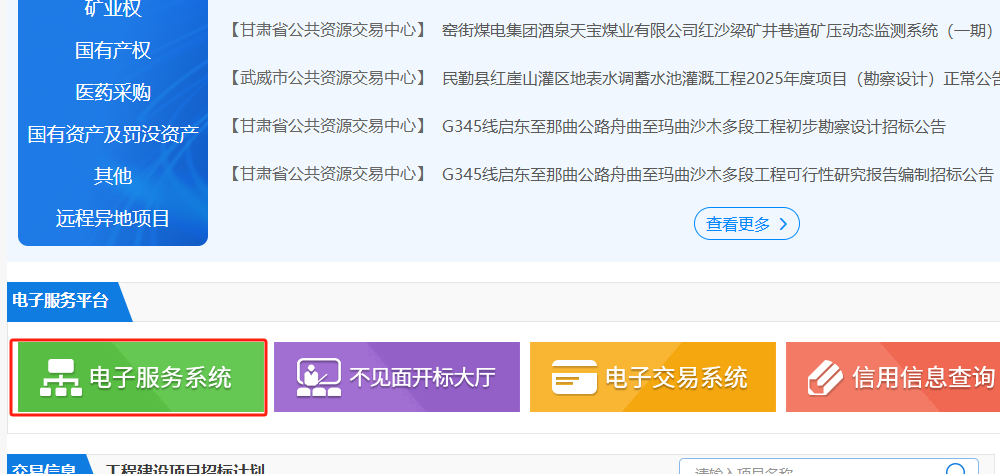 矿业权
国有产权
医药采购
国有资产及罚没资产
其他
远程异地项目
【甘肃省公共资源交易中心】 窑街煤电集团酒泉天宝煤业有限公司红沙梁矿井巷道矿压动态监测系统（一期）
【武威市公共资源交易中心】 民勤县红崖山灌区地表水调蓄水池灌溉工程2025年度项目（勘察设计）正常公告
【甘肃省公共资源交易中心】 G345线启东至那曲公路舟曲至玛曲沙木多段工程初步勘察设计招标公告
【甘肃省公共资源交易中心】 G345线启东至那曲公路舟曲至玛曲沙木多段工程可行性研究报告编制招标公告
查看更多
电子服务平台
电子服务系统
不见面开标大厅
电子交易系统
信用信息查询
交易信息
工程建设项目招标计划
请输入项目名称